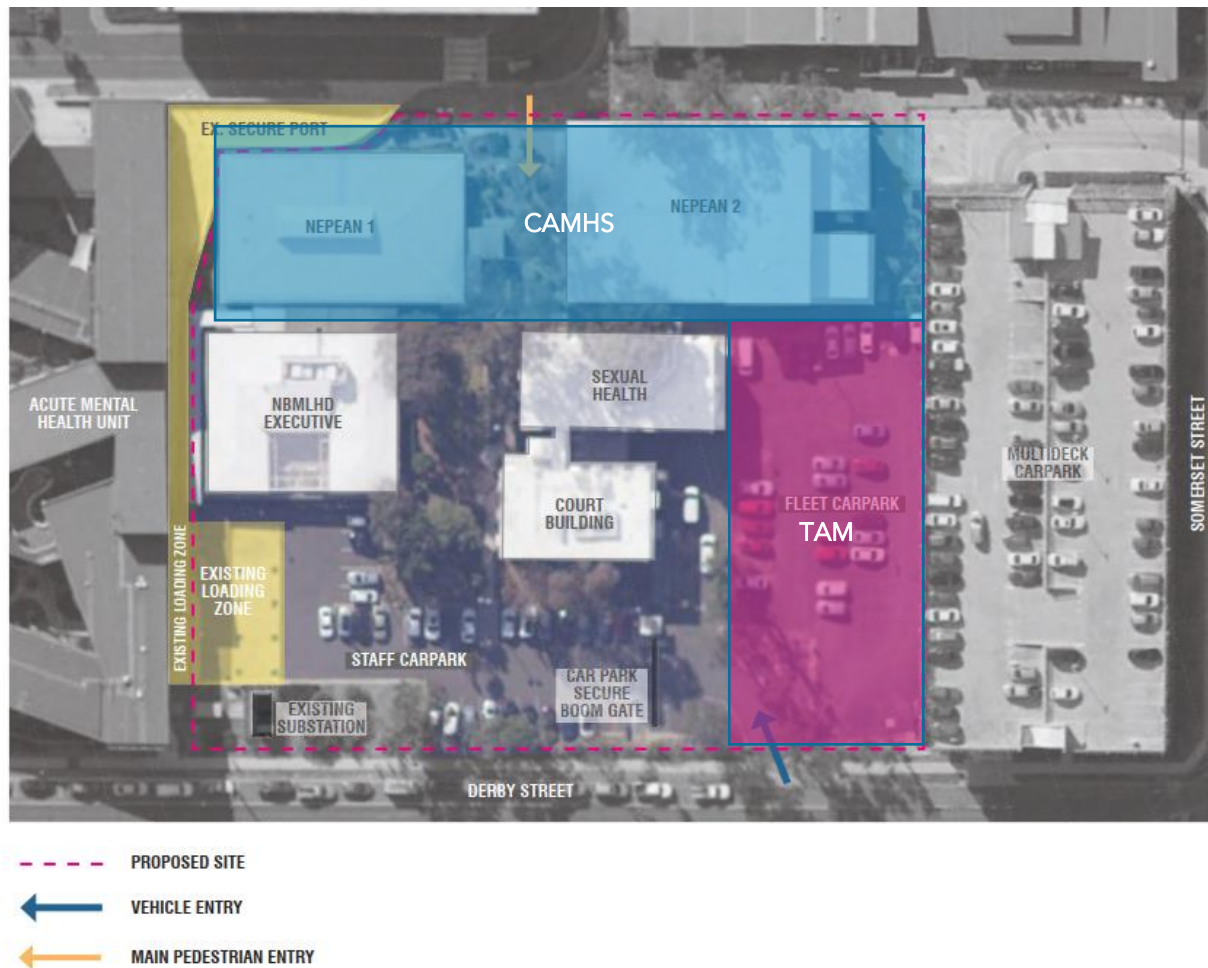 EX. SECURE PORT
NEPEAN 1
CAMHS
NEPEAN 2
ACUTE MENTAL
HEALTH UNIT
NBMLHD
EXECUTIVE
SEXUAL
HEALTH
COURT
BUILDING
FLEET CARPARK
TAM
MULTIDECK
CARPARK
SOMERSET STREET
EXISTING LOADING ZONE
EXISTING
LOADING
ZONE
STAFF CARPARK
CAR PARK
SECURE
BOOM GATE
EXISTING
SUBSTATION
DERBY STREET
PROPOSED SITE
VEHICLE ENTRY
MAIN PEDESTRIAN ENTRY